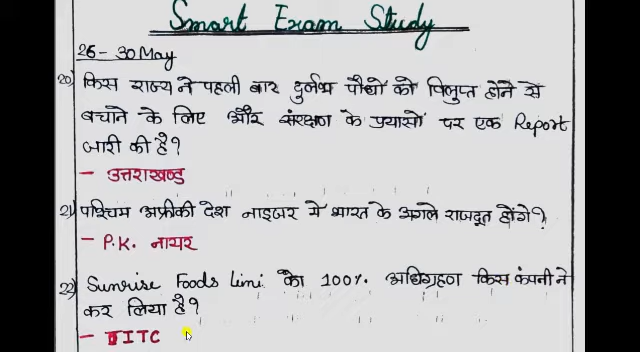 Smart Exam Study
26-30 May
20) किस राज्य ने पहली बार दुर्लभ पौधों को विलुप्त होने से
बचाने के लिए और संरक्षण के प्रयासों पर एक Report
जारी की है?
- उत्तराखण्ड
21) पश्चिम अफ्रीकी देश नाइजर मे भारत के अगले राजदूत होंगे?
- P.K. नायर
22) Sunrise Foods Limi. का 100% अधिग्रहण किस कंपनी ने
कर लिया है?
- ITC